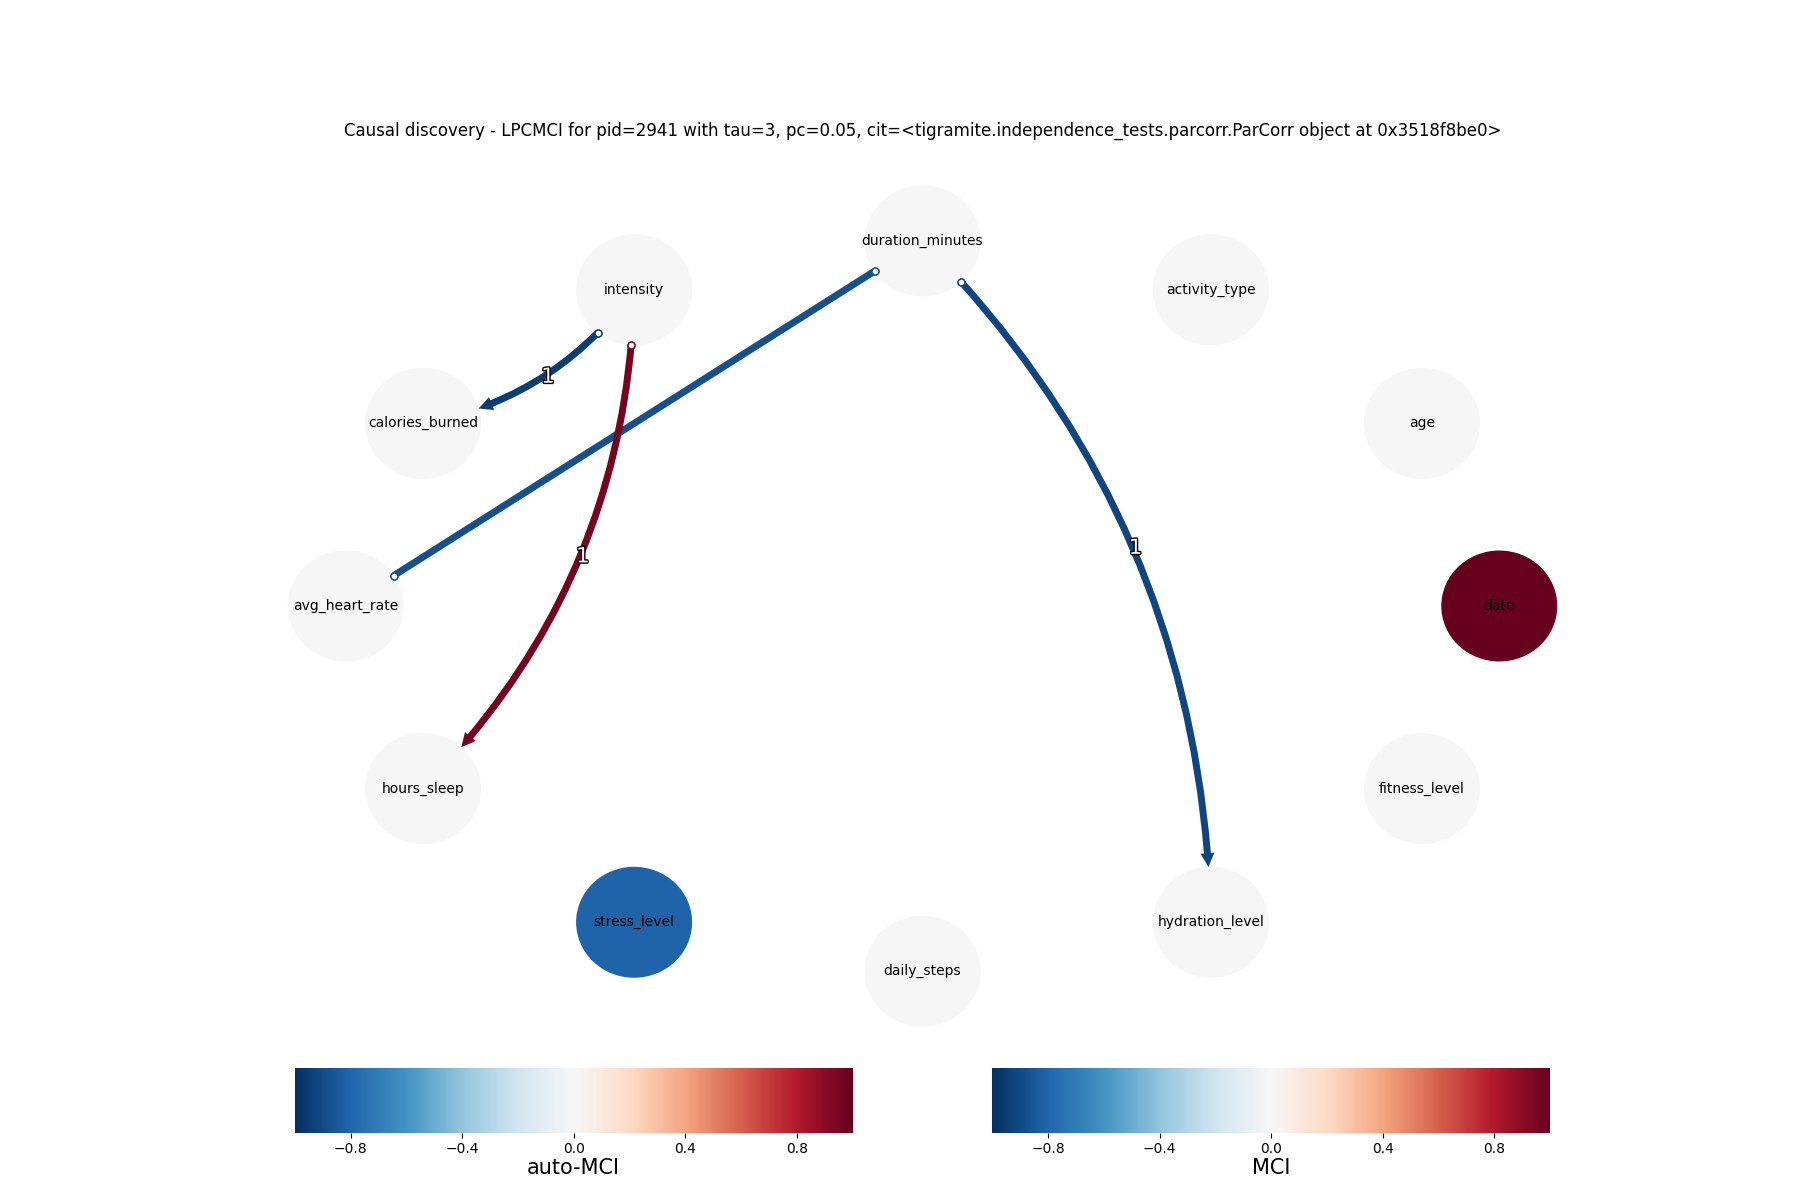 Causal discovery - LPCMCI for pid=2941 with tau=3, pc=0.05, cit=<tigramite.independence_tests.parcorr.ParCorr object at 0x3518f8be0>
duration_minutes
intensity
activity_type
1
calories_burned
age
1
1
avg_heart_rate
date
hours_sleep
fitness_level
stress_level
hydration_level
daily_steps
−0.8 −0.4 0.0 0.4 0.8
auto-MCI
−0.8 −0.4 0.0 0.4 0.8
MCI